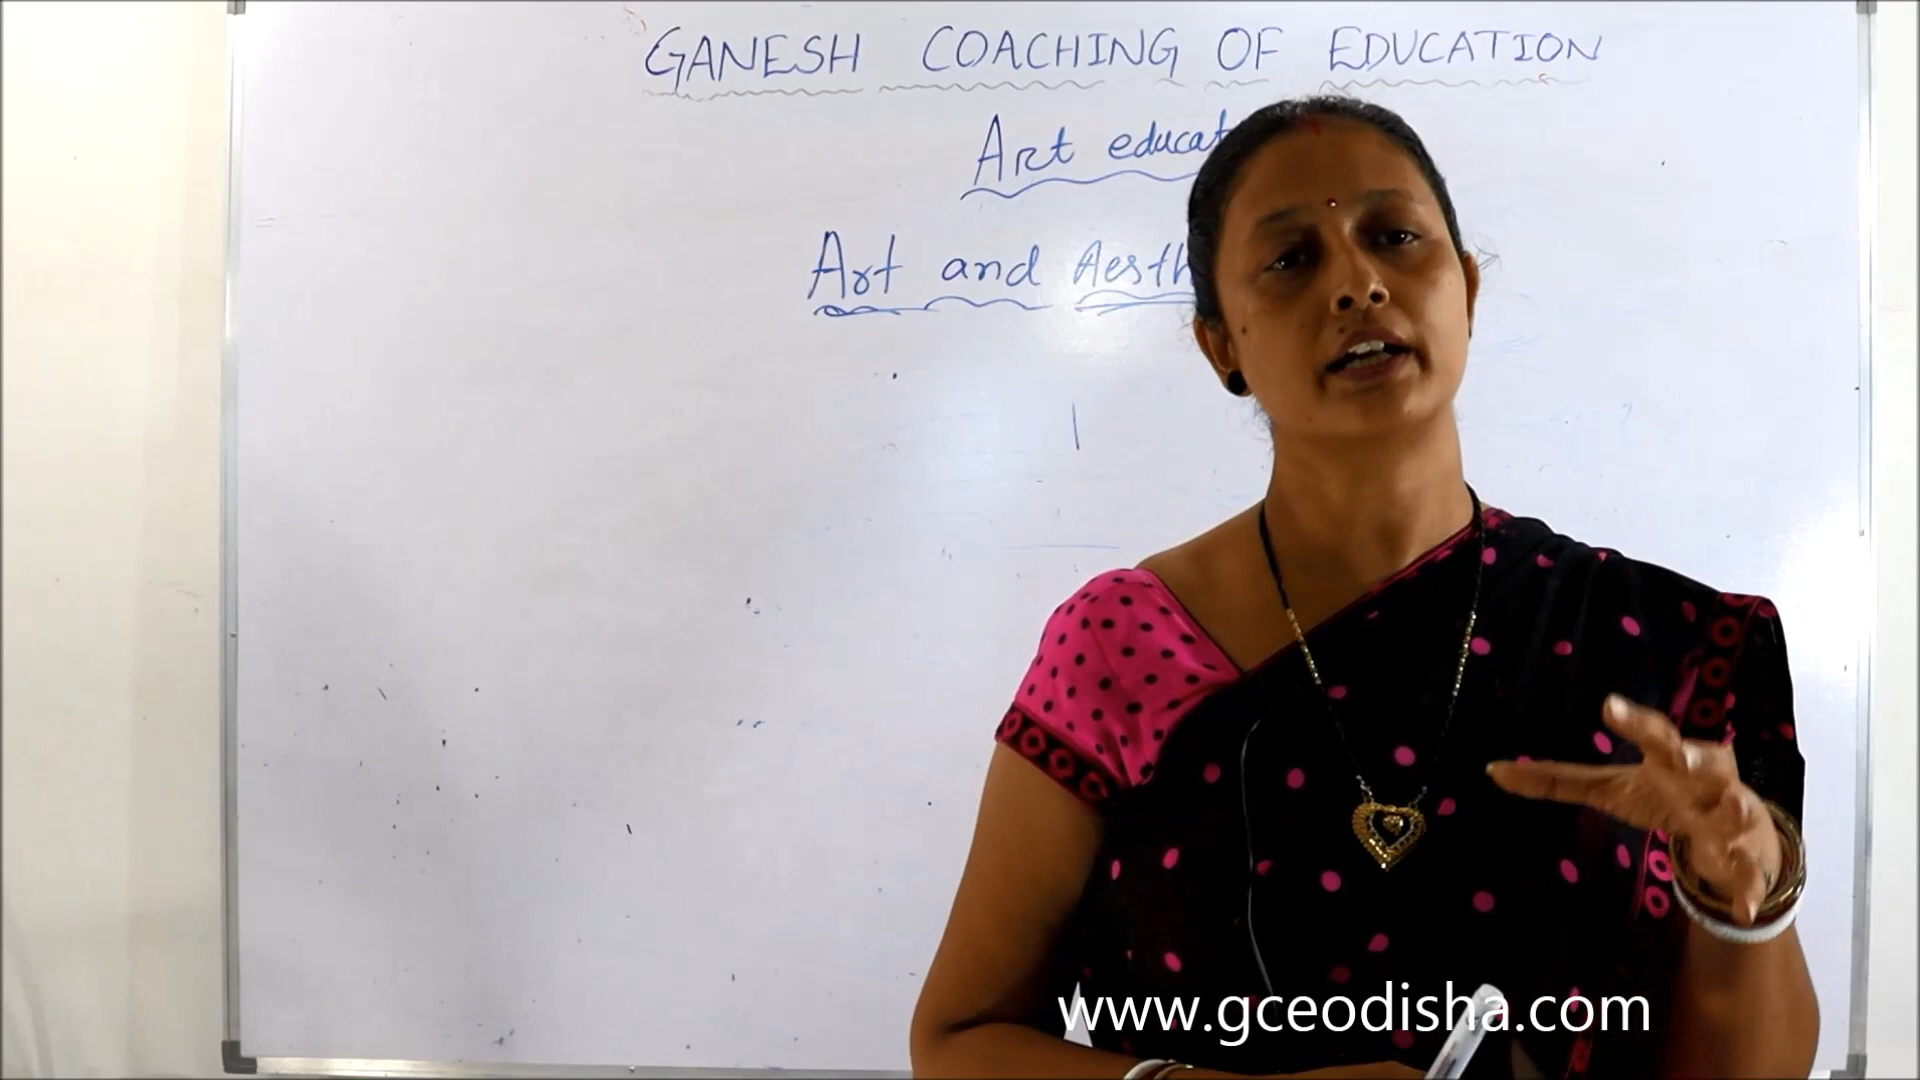 GANESH COACHING OF EDUCATION
Art educat
Art and Aesth
www.gceodisha.com